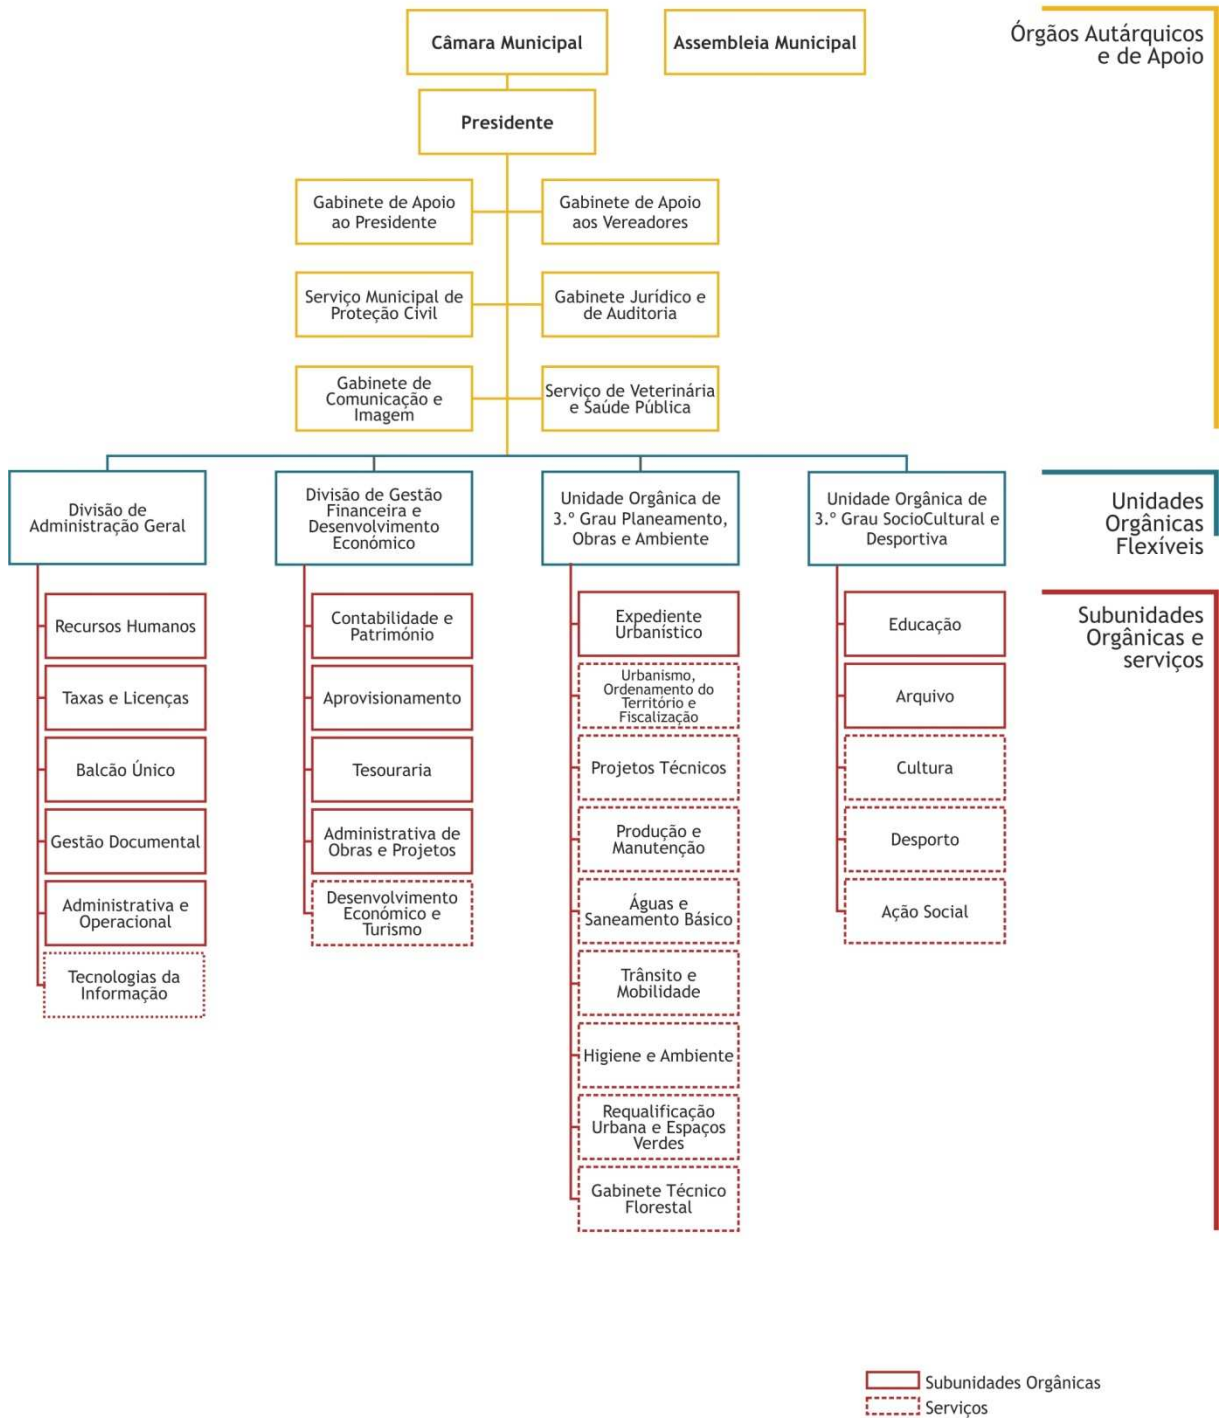 Câmara Municipal
Assembleia Municipal
Órgãos Autárquicos
e de Apoio
Presidente
Gabinete de Apoio
ao Presidente
Gabinete de Apoio
aos Vereadores
Serviço Municipal de
Proteção Civil
Gabinete Jurídico e
de Auditoria
Gabinete de
Comunicação e
Imagem
Serviço de Veterinária
e Saúde Pública
Divisão de
Administração Geral
Divisão de Gestão
Financeira e
Desenvolvimento
Económico
Unidade Orgânica de
3.º Grau Planeamento,
Obras e Ambiente
Unidade Orgânica de
3.º Grau SocioCultural e
Desportiva
Unidades
Orgânicas
Flexíveis
Recursos Humanos
Taxas e Licenças
Balcão Único
Gestão Documental
Administrativa e
Operacional
Tecnologias da
Informação
Contabilidade e
Património
Aprovisionamento
Tesouraria
Administrativa de
Obras e Projetos
Desenvolvimento
Económico e
Turismo
Expediente
Urbanístico
Urbanismo,
Ordenamento do
Território e
Fiscalização
Projetos Técnicos
Produção e
Manutenção
Águas e
Saneamento Básico
Trânsito e
Mobilidade
Higiene e Ambiente
Requalificação
Urbana e Espaços
Verdes
Gabinete Técnico
Florestal
Educação
Arquivo
Cultura
Desporto
Ação Social
Subunidades
Orgânicas e
serviços
Subunidades Orgânicas
Serviços